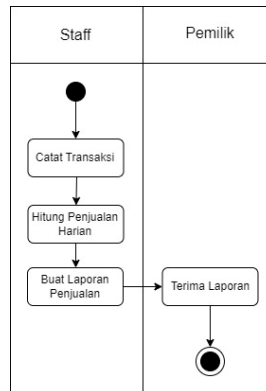 Staff
Pemilik
Catat Transaksi
Hitung Penjualan
Harian
Buat Laporan
Penjualan
Terima Laporan